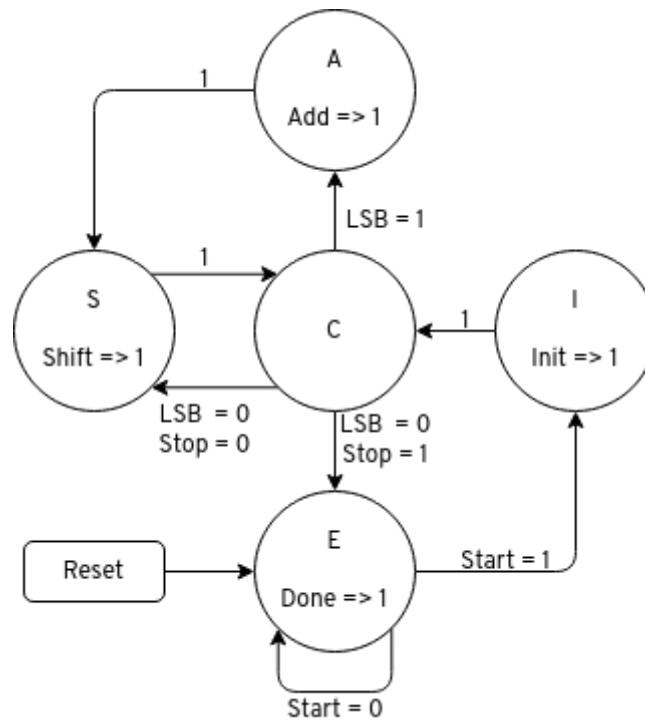 A
Add => 1
1
LSB = 1
S
Shift => 1
1
C
I
Init => 1
1
LSB = 0
Stop = 0
LSB = 0
Stop = 1
E
Done => 1
Reset
Start = 1
Start = 0